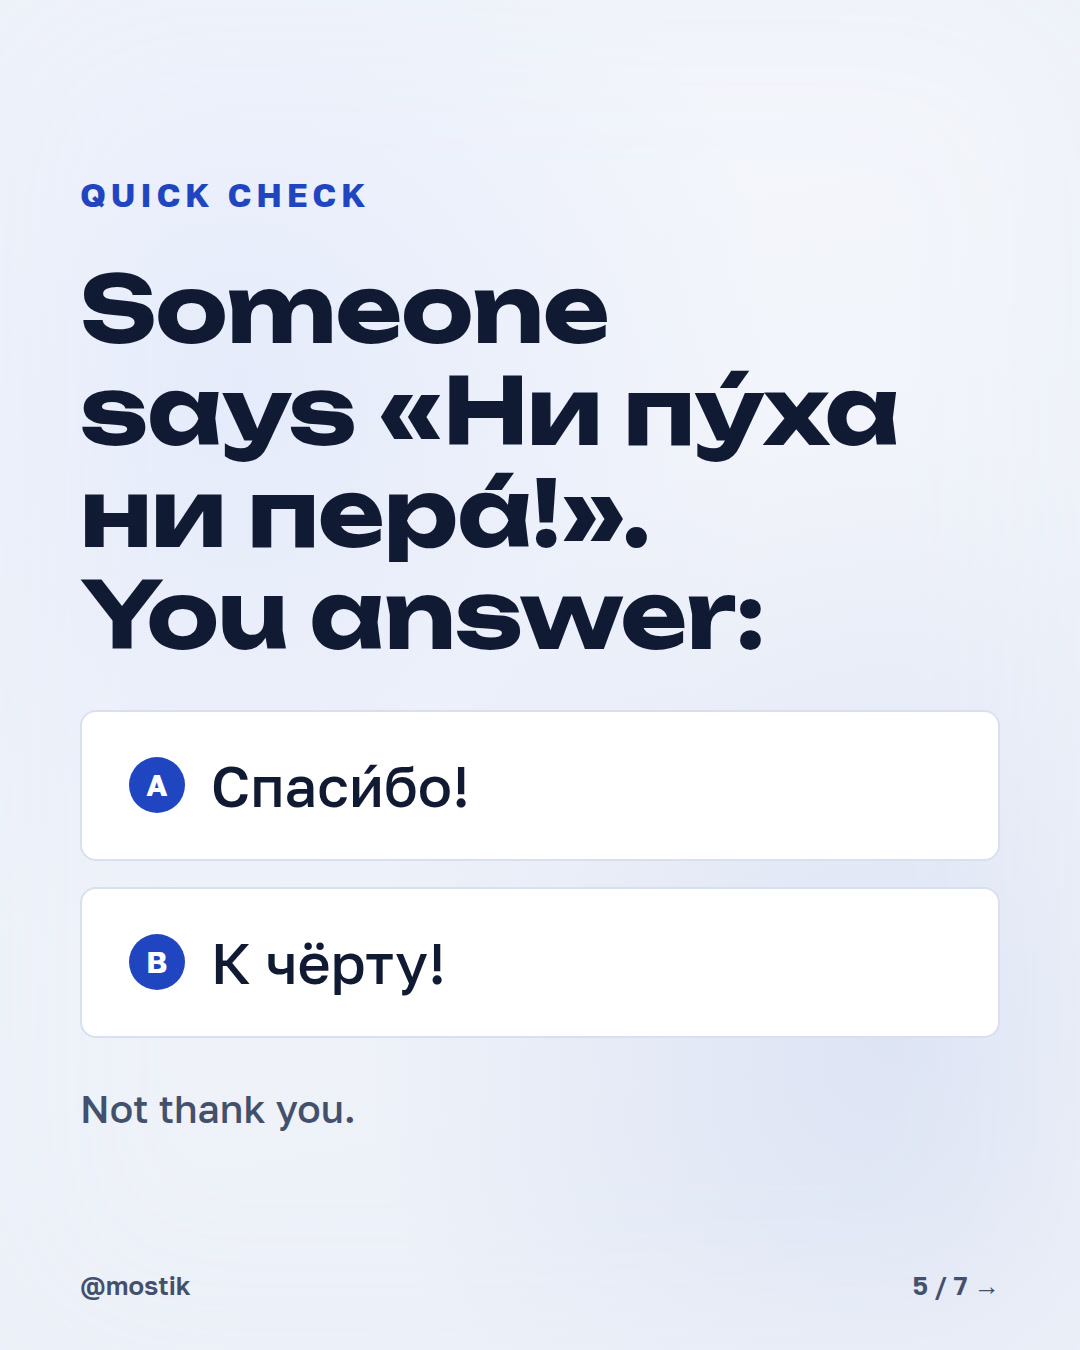 QUICK CHECK
Someone
says «Ни пу́ха
ни пера́!».
You answer:
A Спаси́бо!
B К чёрту!
Not thank you.
@mostik
5 / 7 →